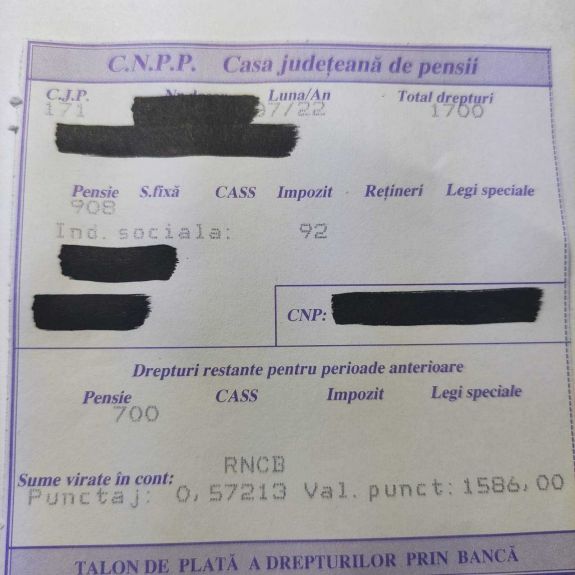 C.N.P.P. Casa județeană de pensii
C.J.P. Luna/An Total drepturi
171 07/22 1700
Pensie S.fixă CASS Impozit Rețineri Legi speciale
908
Ind. sociala: 92
CNP:
Drepturi restante pentru perioade anterioare
Pensie CASS Impozit Legi speciale
700
RNCB
Sume virate în cont:
Punctaj: 0,57213 Val. punct: 1586,00
TALON DE PLATĂ A DREPTURILOR PRIN BANCĂ